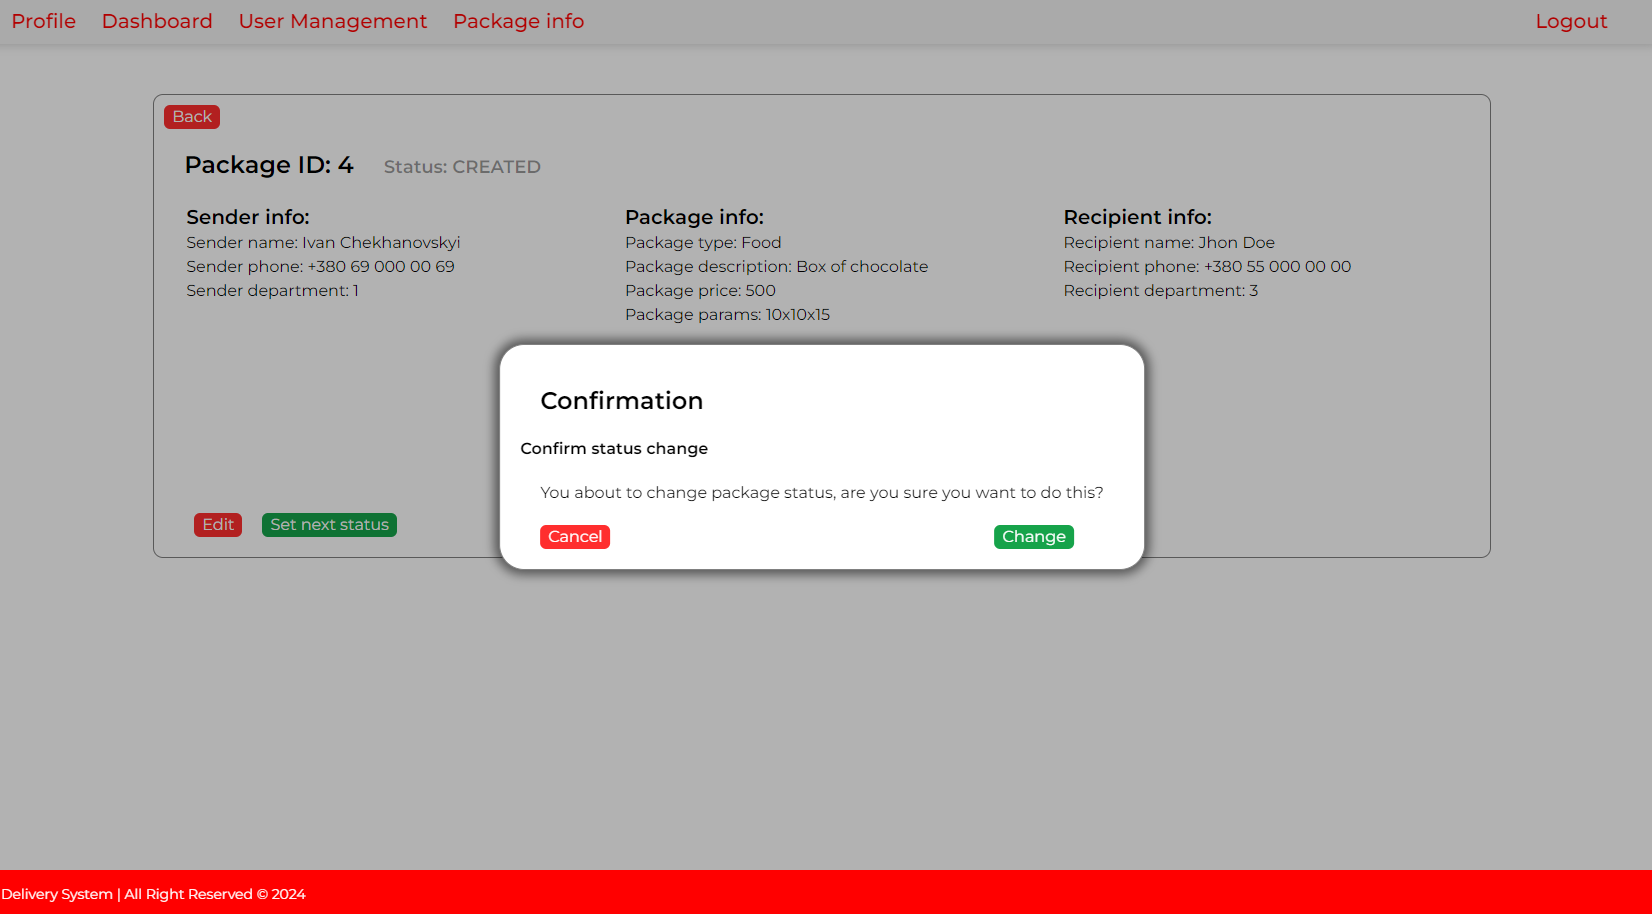 Profile Dashboard User Management Package info Logout
Back
Package ID: 4 Status: CREATED
Sender info:
Sender name: Ivan Chekhanovskyi
Sender phone: +380 69 000 00 69
Sender department: 1
Package info:
Package type: Food
Package description: Box of chocolate
Package price: 500
Package params: 10x10x15
Recipient info:
Recipient name: Jhon Doe
Recipient phone: +380 55 000 00 00
Recipient department: 3
Confirmation
Confirm status change
You about to change package status, are you sure you want to do this?
Cancel Change
Edit Set next status
Delivery System | All Right Reserved © 2024